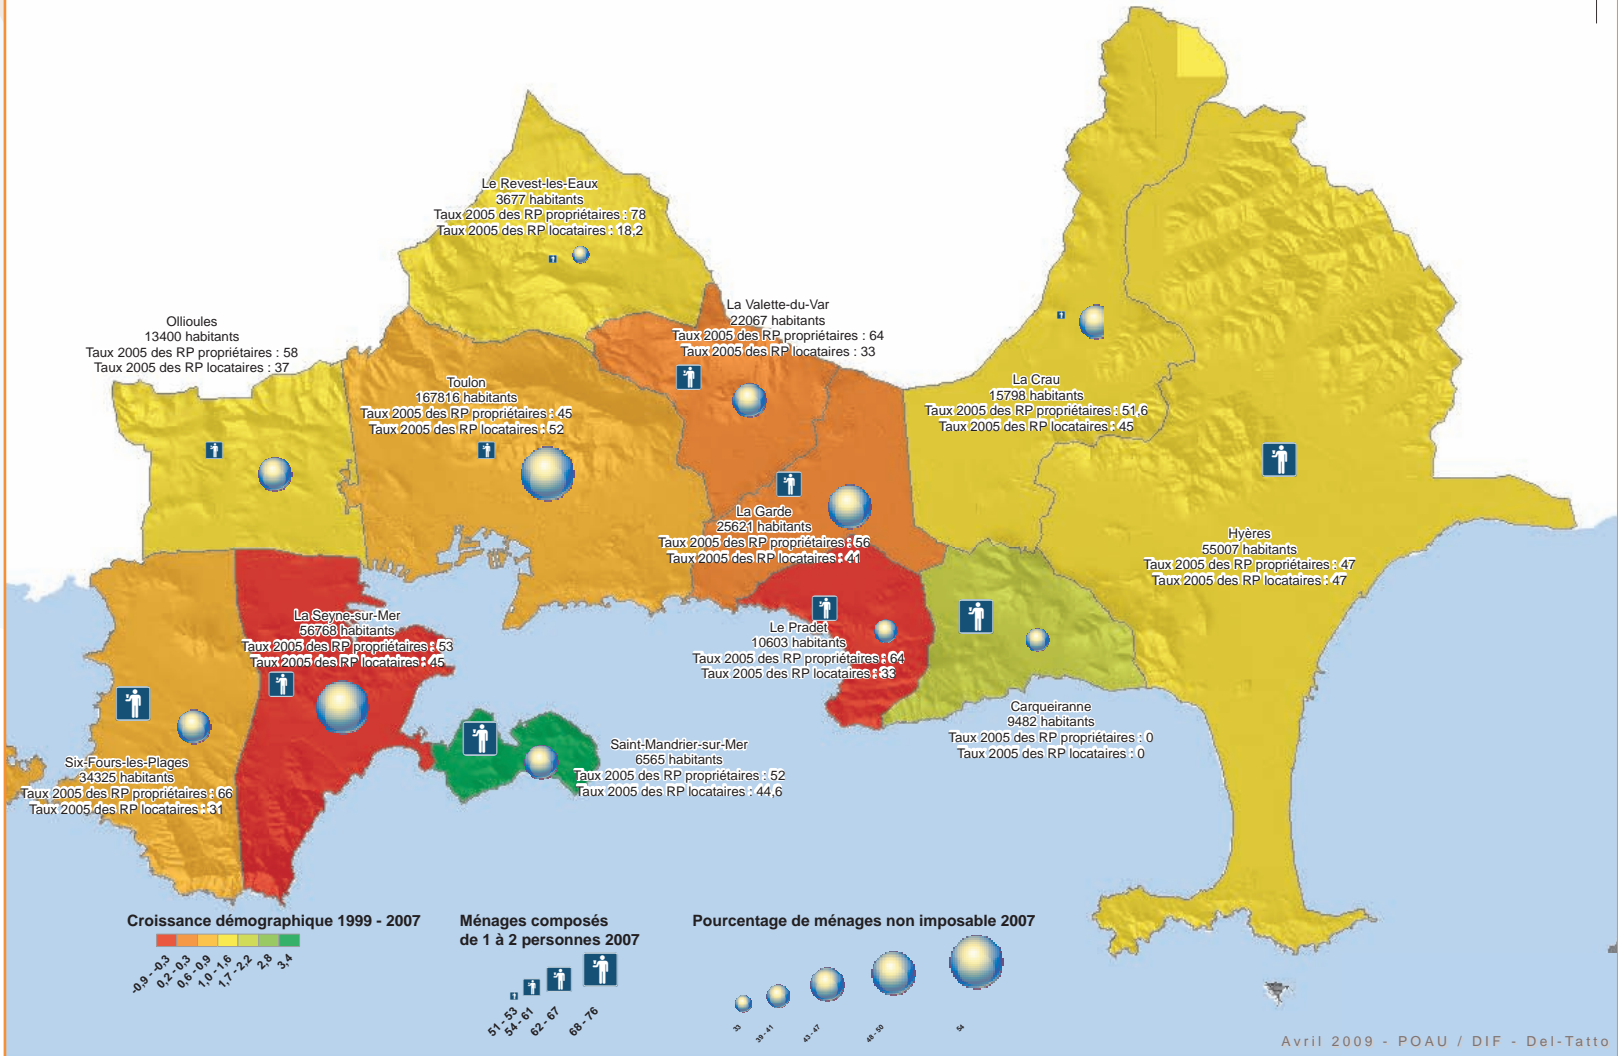 Le Revest-les-Eaux
3677 habitants
Taux 2005 des RP propriétaires : 78
Taux 2005 des RP locataires : 18,2
La Valette-du-Var
22067 habitants
Taux 2005 des RP propriétaires : 64
Taux 2005 des RP locataires : 33
Ollioules
13400 habitants
Taux 2005 des RP propriétaires : 58
Taux 2005 des RP locataires : 37
Toulon
167816 habitants
Taux 2005 des RP propriétaires : 45
Taux 2005 des RP locataires : 52
La Crau
15798 habitants
Taux 2005 des RP propriétaires : 51,6
Taux 2005 des RP locataires : 45
La Garde
25621 habitants
Taux 2005 des RP propriétaires : 56
Taux 2005 des RP locataires : 41
Hyères
55007 habitants
Taux 2005 des RP propriétaires : 47
Taux 2005 des RP locataires : 47
La Seyne-sur-Mer
56768 habitants
Taux 2005 des RP propriétaires : 53
Taux 2005 des RP locataires : 45
Le Pradet
10603 habitants
Taux 2005 des RP propriétaires : 64
Taux 2005 des RP locataires : 33
Carqueiranne
9482 habitants
Taux 2005 des RP propriétaires : 0
Taux 2005 des RP locataires : 0
Saint-Mandrier-sur-Mer
6565 habitants
Taux 2005 des RP propriétaires : 52
Taux 2005 des RP locataires : 44,6
Six-Fours-les-Plages
34325 habitants
Taux 2005 des RP propriétaires : 66
Taux 2005 des RP locataires : 31
Croissance démographique 1999 - 2007
-0,9 - -0,3
0,2 - 0,3
0,6 - 0,9
1,0 - 1,6
1,7 - 2,2
2,8
3,4
Ménages composés
de 1 à 2 personnes 2007
51 - 53
54 - 61
62 - 67
68 - 76
Pourcentage de ménages non imposable 2007
33
39 - 41
43 - 47
48 - 50
54
Avril 2009 - POAU / DIF - Del-Tatto